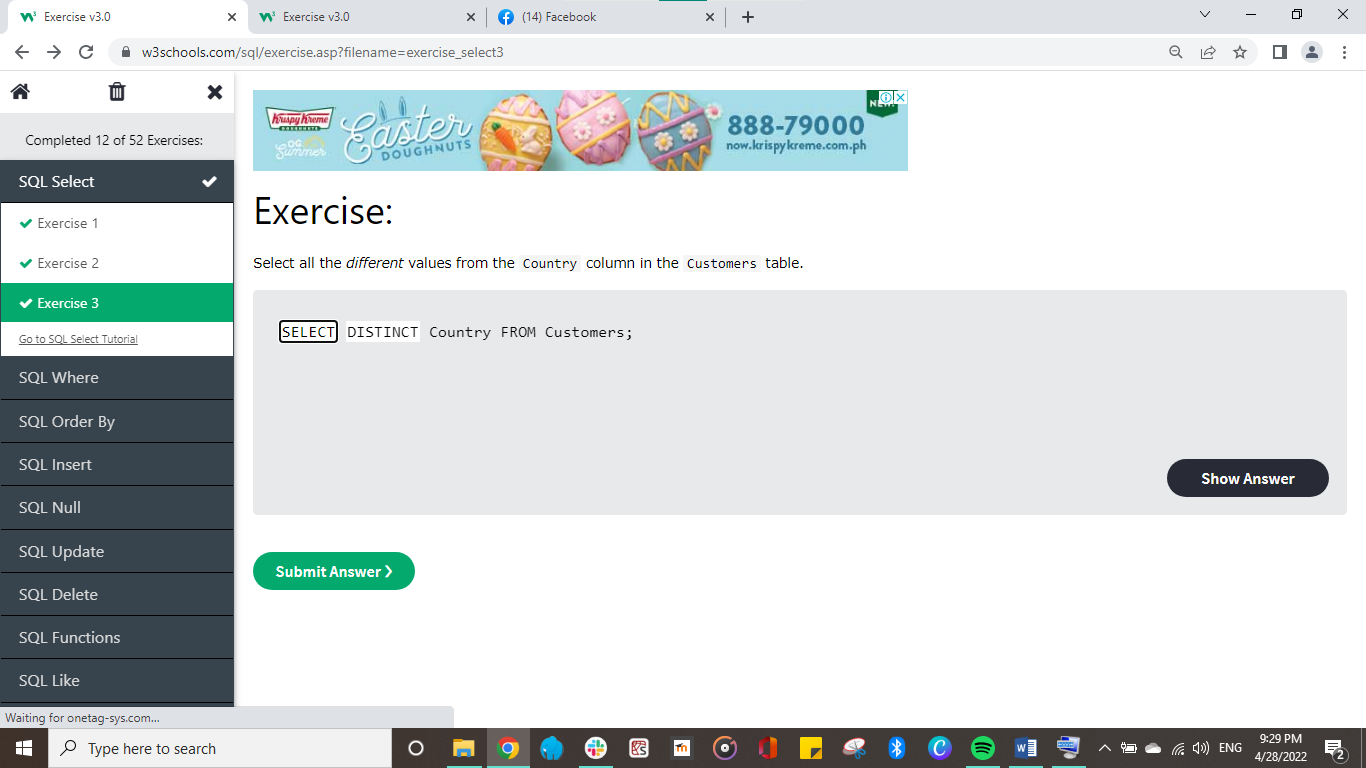 Exercise v3.0
Exercise v3.0
(14) Facebook
w3schools.com/sql/exercise.asp?filename=exercise_select3
Completed 12 of 52 Exercises:
SQL Select
Exercise 1
Exercise 2
Exercise 3
Go to SQL Select Tutorial
SQL Where
SQL Order By
SQL Insert
SQL Null
SQL Update
SQL Delete
SQL Functions
SQL Like
Waiting for onetag-sys.com...
Krispy Kreme
DOUGHNUTS
OG
Summer
Easter
DOUGHNUTS
888-79000
now.krispykreme.com.ph
NEW
Exercise:
Select all the different values from the Country column in the Customers table.
SELECT DISTINCT Country FROM Customers;
Show Answer
Submit Answer ❯
Type here to search
ENG
9:29 PM
4/28/2022
2